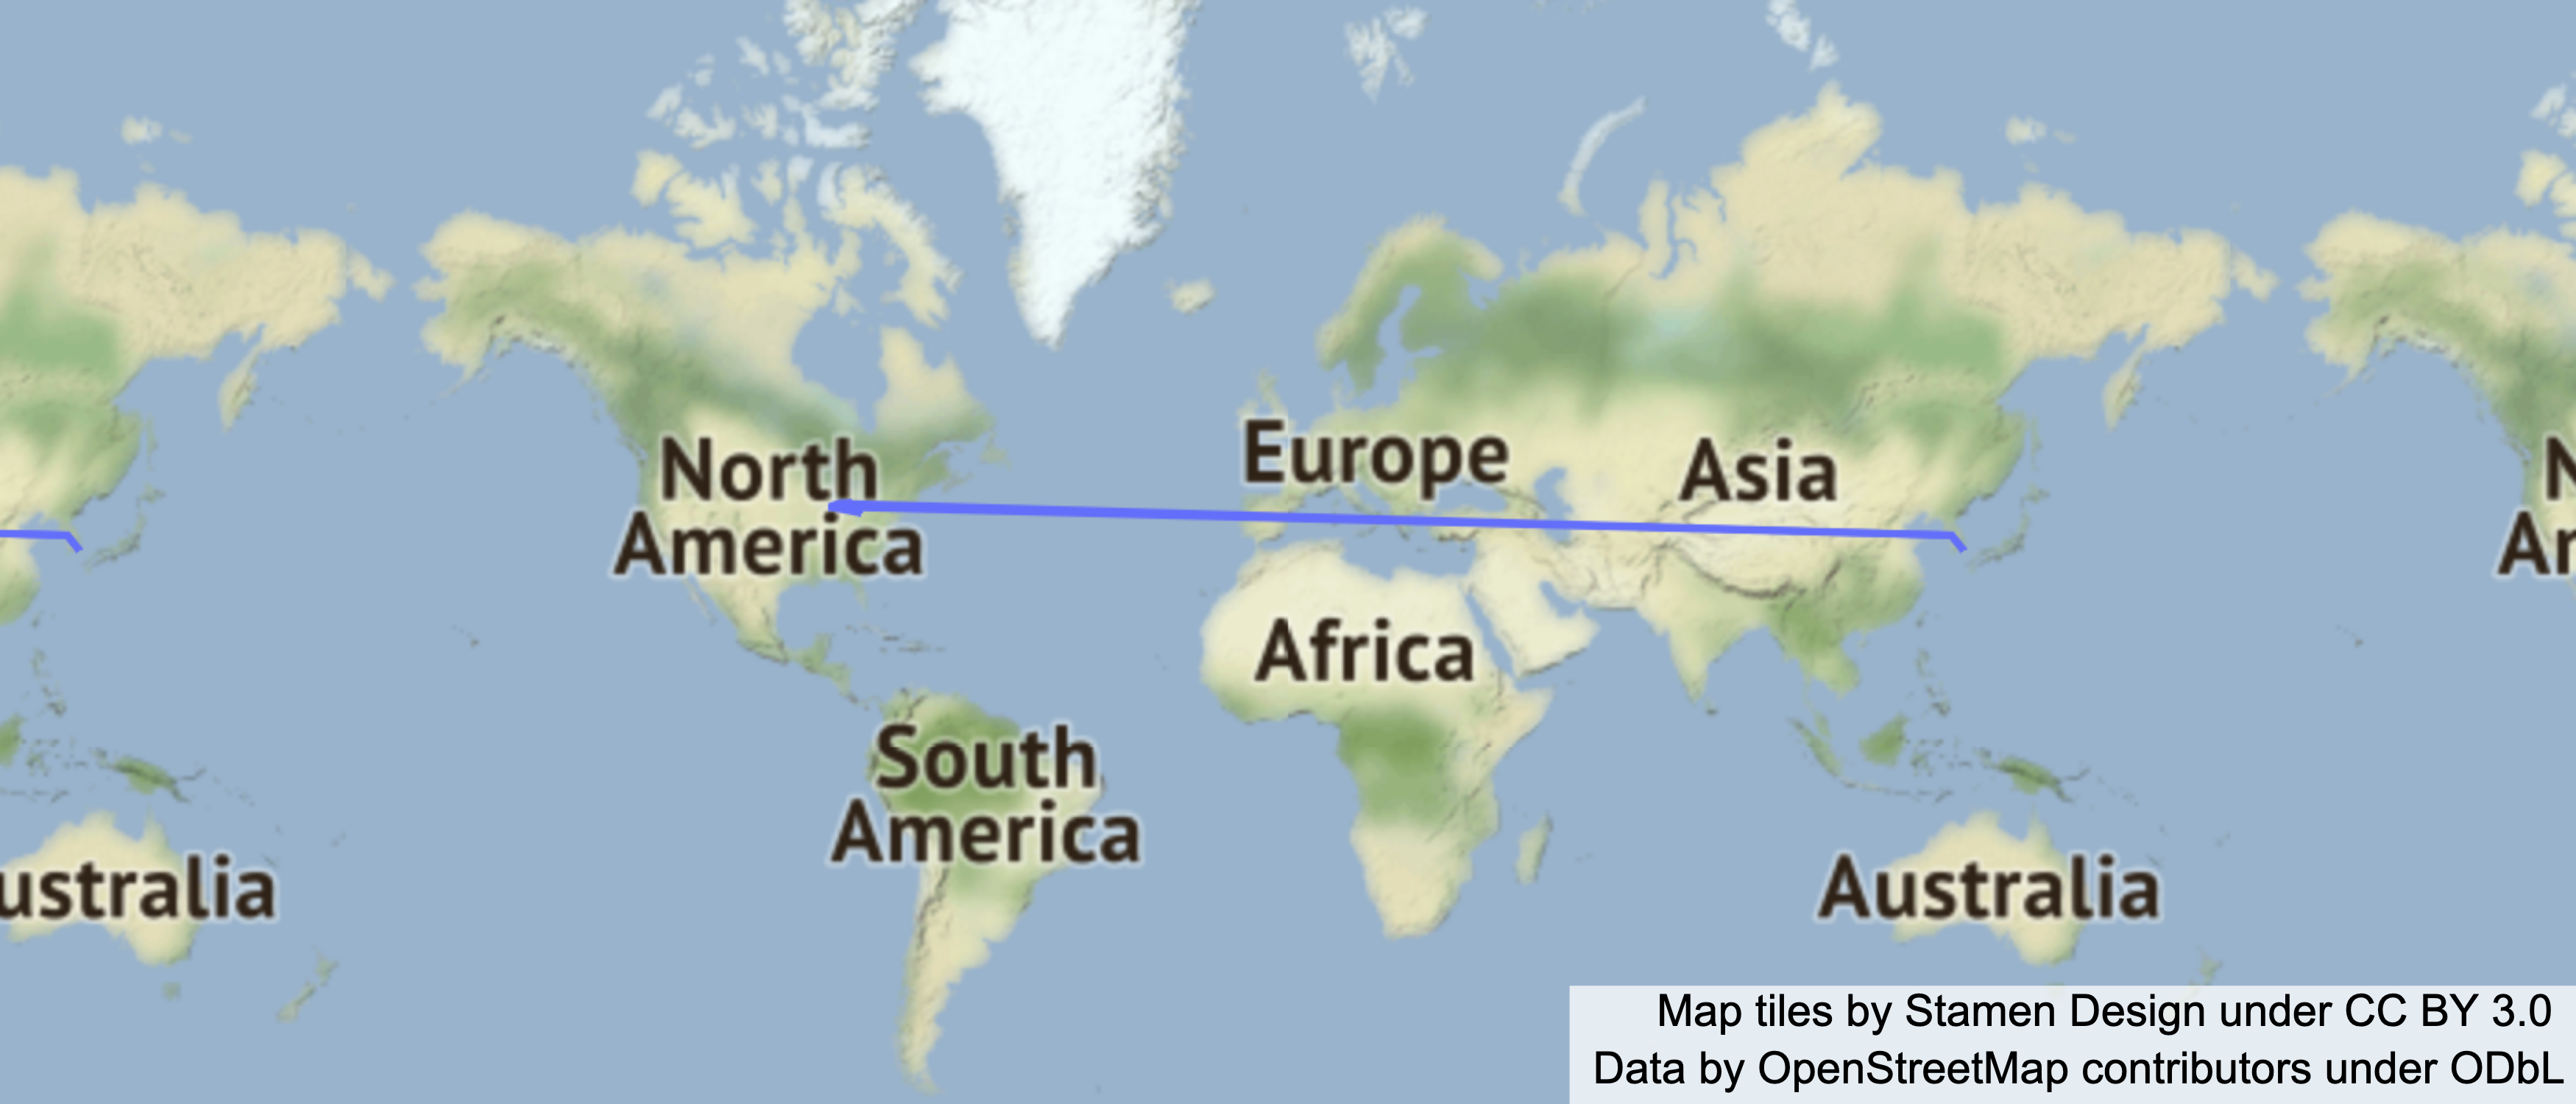 North
America
Europe
Asia
Africa
South
America
ustralia
Australia
N
Ar
Map tiles by Stamen Design under CC BY 3.0
Data by OpenStreetMap contributors under ODbL